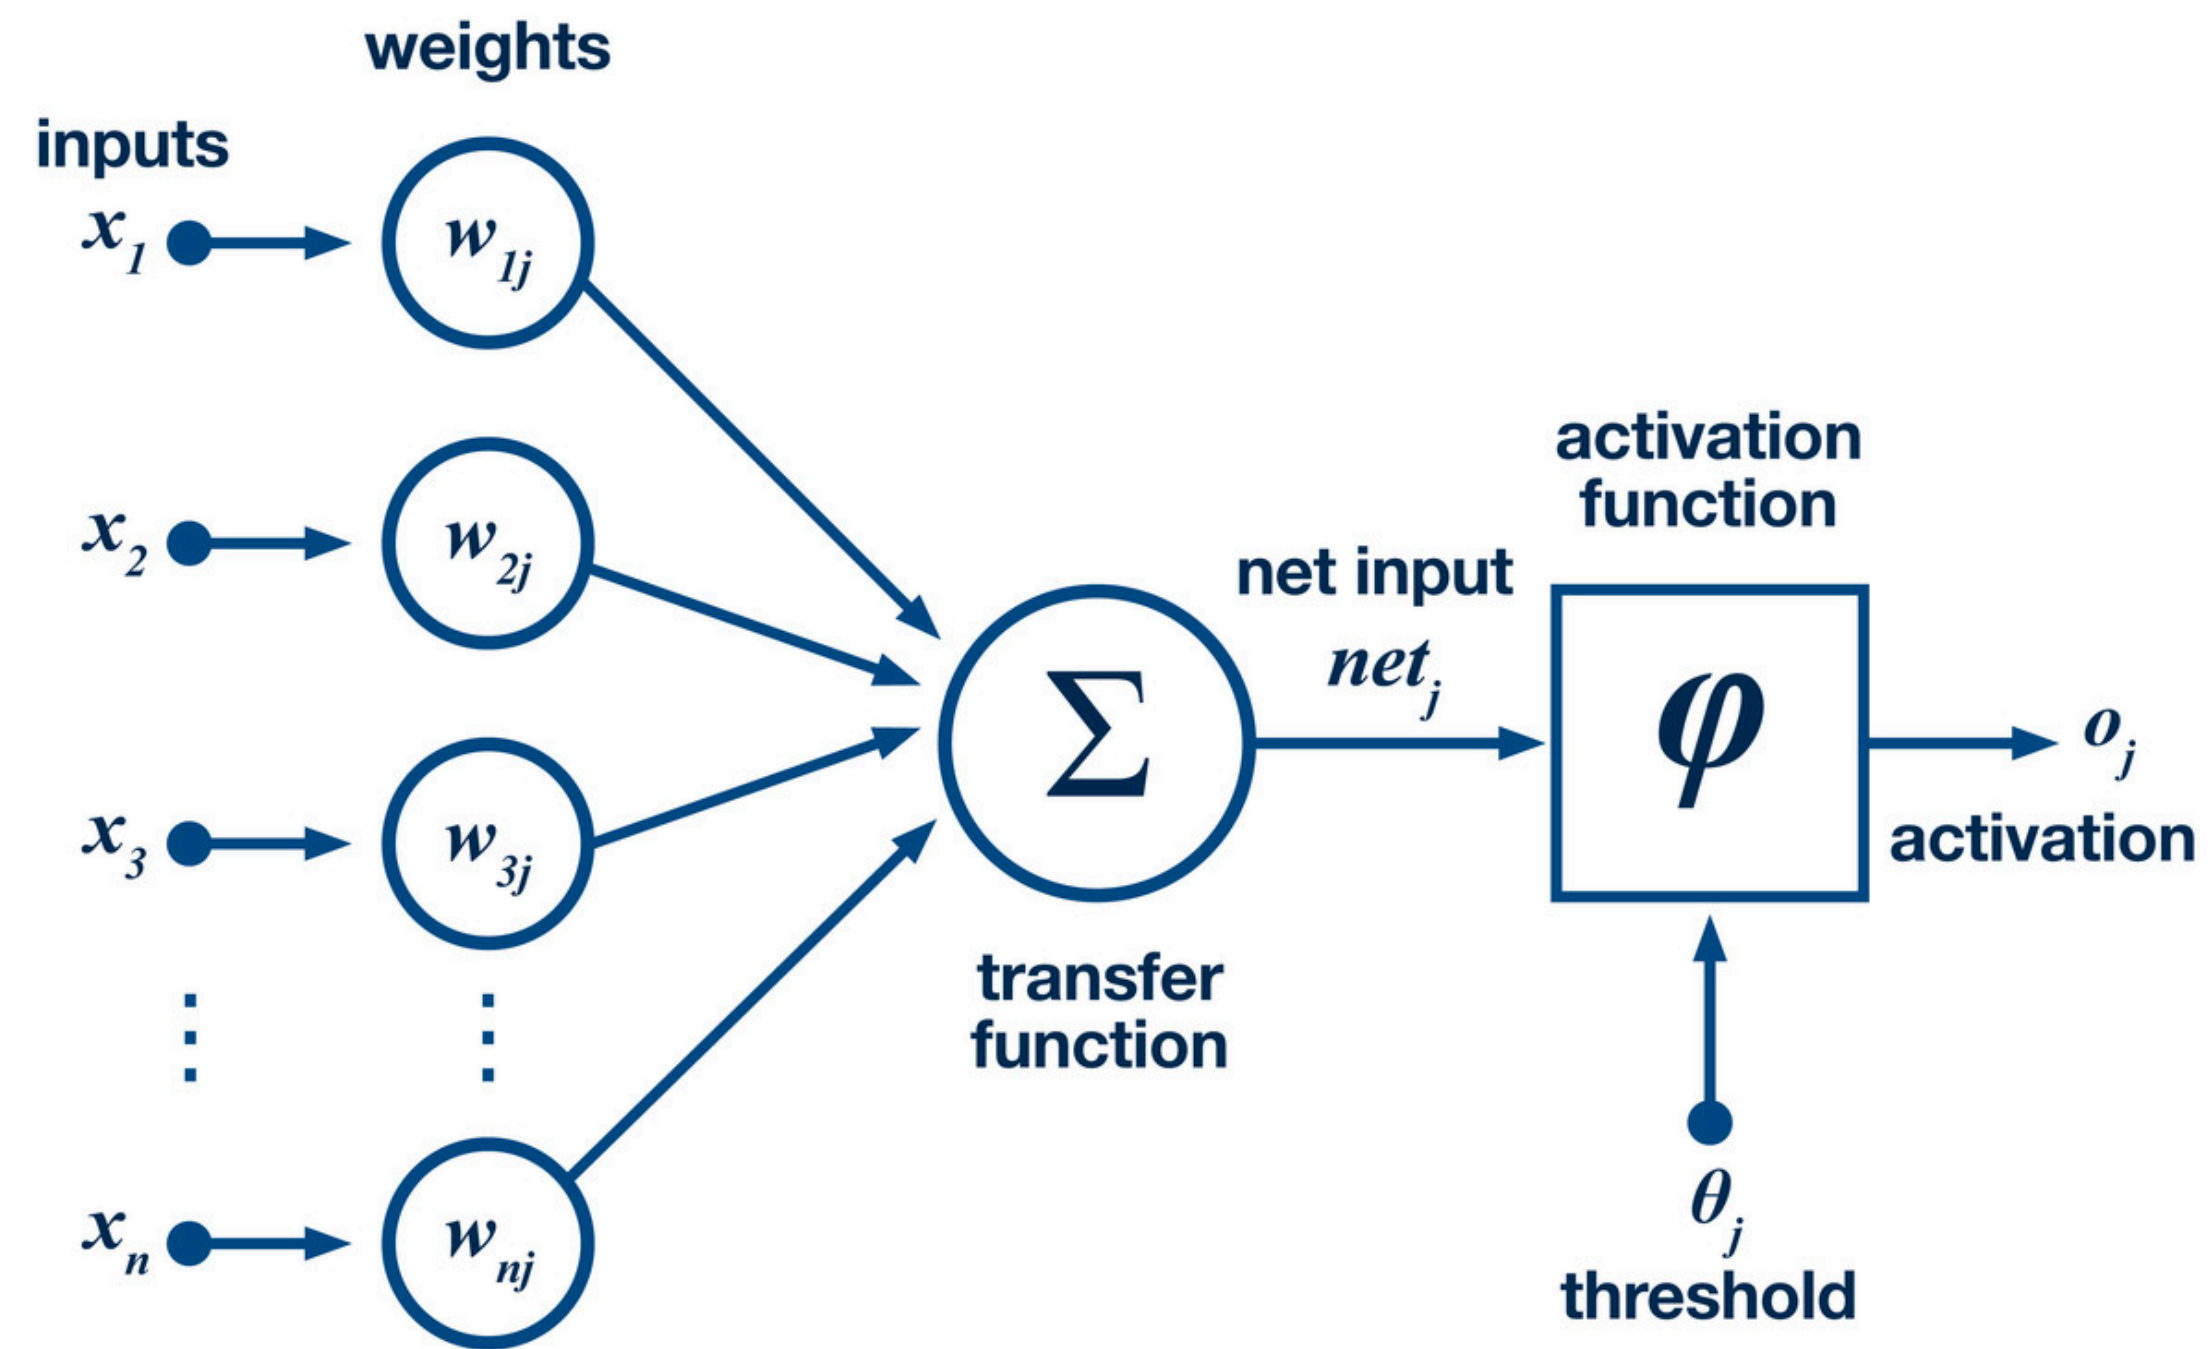 weights
inputs
x1
w1j
x2
w2j
x3
w3j
⋮ ⋮
xn
wnj
Σ
transfer
function
net input
netj
activation
function
φ
oj
activation
θj
threshold